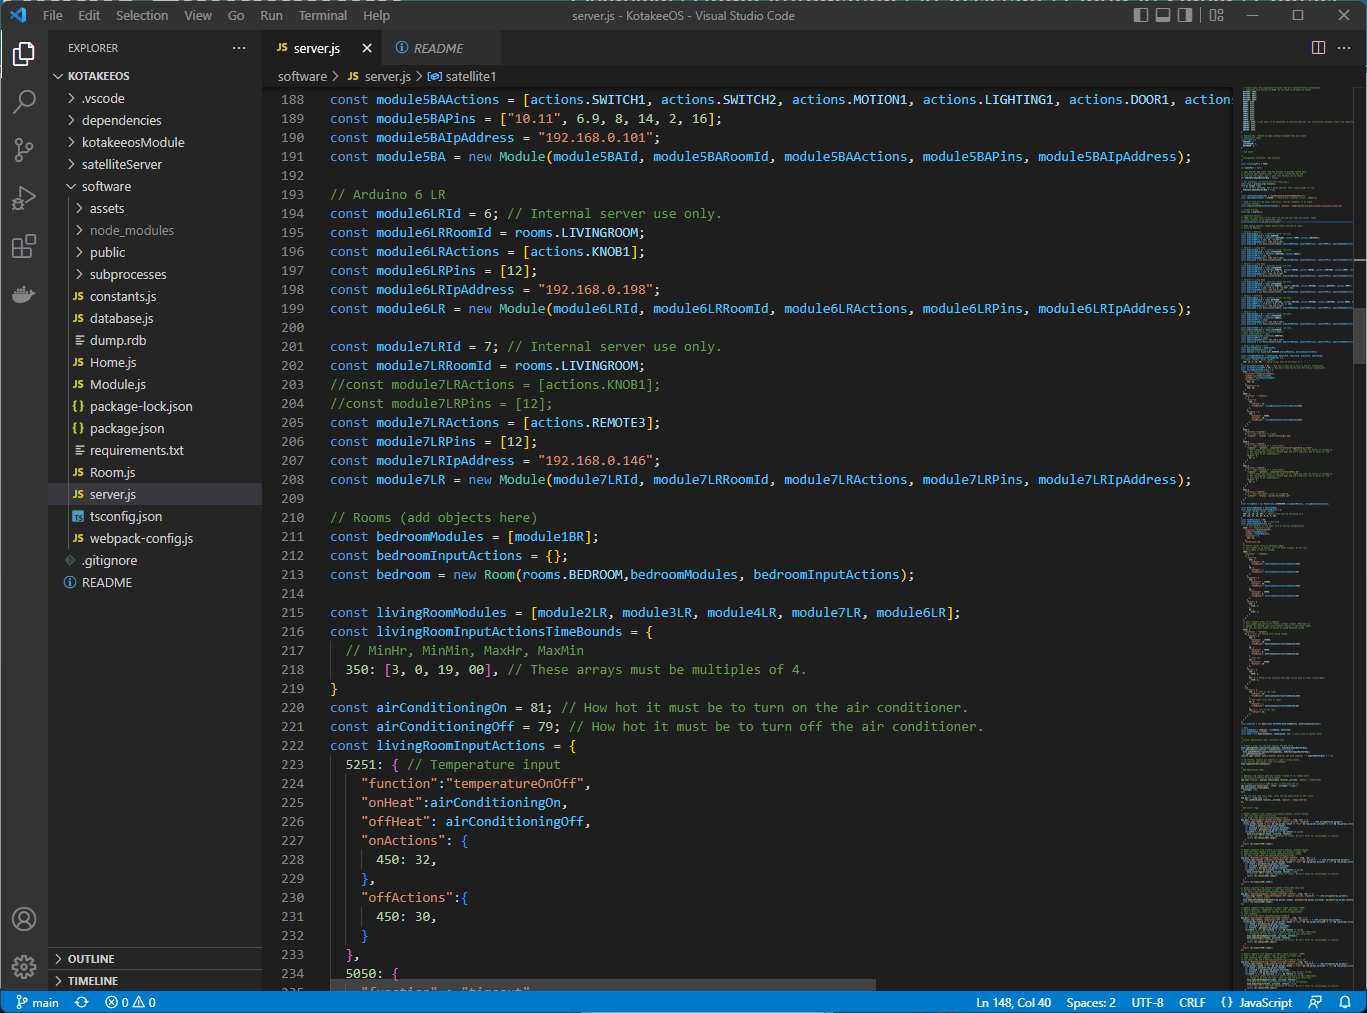 File Edit Selection View Go Run Terminal Help server.js - KotakeeOS - Visual Studio Code
EXPLORER ...
JS server.js README
KOTAKEEOS
software > JS server.js > satellite1
.vscode
dependencies
kotakeeosModule
satelliteServer
software
assets
node_modules
public
subprocesses
JS constants.js
JS database.js
dump.rdb
JS Home.js
JS Module.js
{} package-lock.json
{} package.json
requirements.txt
JS Room.js
JS server.js
TS tsconfig.json
JS webpack-config.js
.gitignore
README
OUTLINE
TIMELINE
188 const module5BAActions = [actions.SWITCH1, actions.SWITCH2, actions.MOTION1, actions.LIGHTING1, actions.DOOR1, action
189 const module5BAPins = ["10.11", 6.9, 8, 14, 2, 16];
190 const module5BAIpAddress = "192.168.0.101";
191 const module5BA = new Module(module5BAId, module5BARoomId, module5BAActions, module5BAPins, module5BAIpAddress);
192
193 // Arduino 6 LR
194 const module6LRId = 6; // Internal server use only.
195 const module6LRRoomId = rooms.LIVINGROOM;
196 const module6LRActions = [actions.KNOB1];
197 const module6LRPins = [12];
198 const module6LRIpAddress = "192.168.0.198";
199 const module6LR = new Module(module6LRId, module6LRRoomId, module6LRActions, module6LRPins, module6LRIpAddress);
200
201 const module7LRId = 7; // Internal server use only.
202 const module7LRRoomId = rooms.LIVINGROOM;
203 //const module7LRActions = [actions.KNOB1];
204 //const module7LRPins = [12];
205 const module7LRActions = [actions.REMOTE3];
206 const module7LRPins = [12];
207 const module7LRIpAddress = "192.168.0.146";
208 const module7LR = new Module(module7LRId, module7LRRoomId, module7LRActions, module7LRPins, module7LRIpAddress);
209
210 // Rooms (add objects here)
211 const bedroomModules = [module1BR];
212 const bedroomInputActions = {};
213 const bedroom = new Room(rooms.BEDROOM,bedroomModules, bedroomInputActions);
214
215 const livingRoomModules = [module2LR, module3LR, module4LR, module7LR, module6LR];
216 const livingRoomInputActionsTimeBounds = {
217 // MinHr, MinMin, MaxHr, MaxMin
218 350: [3, 0, 19, 00], // These arrays must be multiples of 4.
219 }
220 const airConditioningOn = 81; // How hot it must be to turn on the air conditioner.
221 const airConditioningOff = 79; // How hot it must be to turn off the air conditioner.
222 const livingRoomInputActions = {
223 5251: { // Temperature input
224 "function":"temperatureOnOff",
225 "onHeat":airConditioningOn,
226 "offHeat": airConditioningOff,
227 "onActions": {
228 450: 32,
229 },
230 "offActions":{
231 450: 30,
232 }
233 },
234 5050: {
235 "function" : "timeout"
main 0 0 Ln 148, Col 40 Spaces: 2 UTF-8 CRLF {} JavaScript